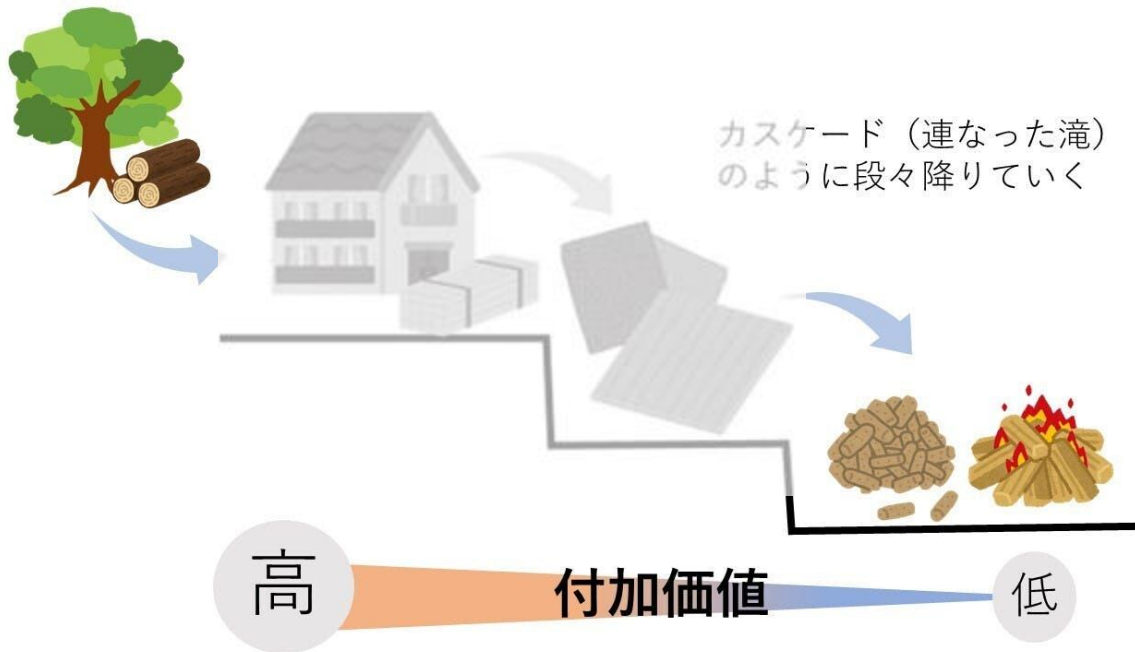 カスケード（連なった滝）
のように段々降りていく
高
付加価値
低